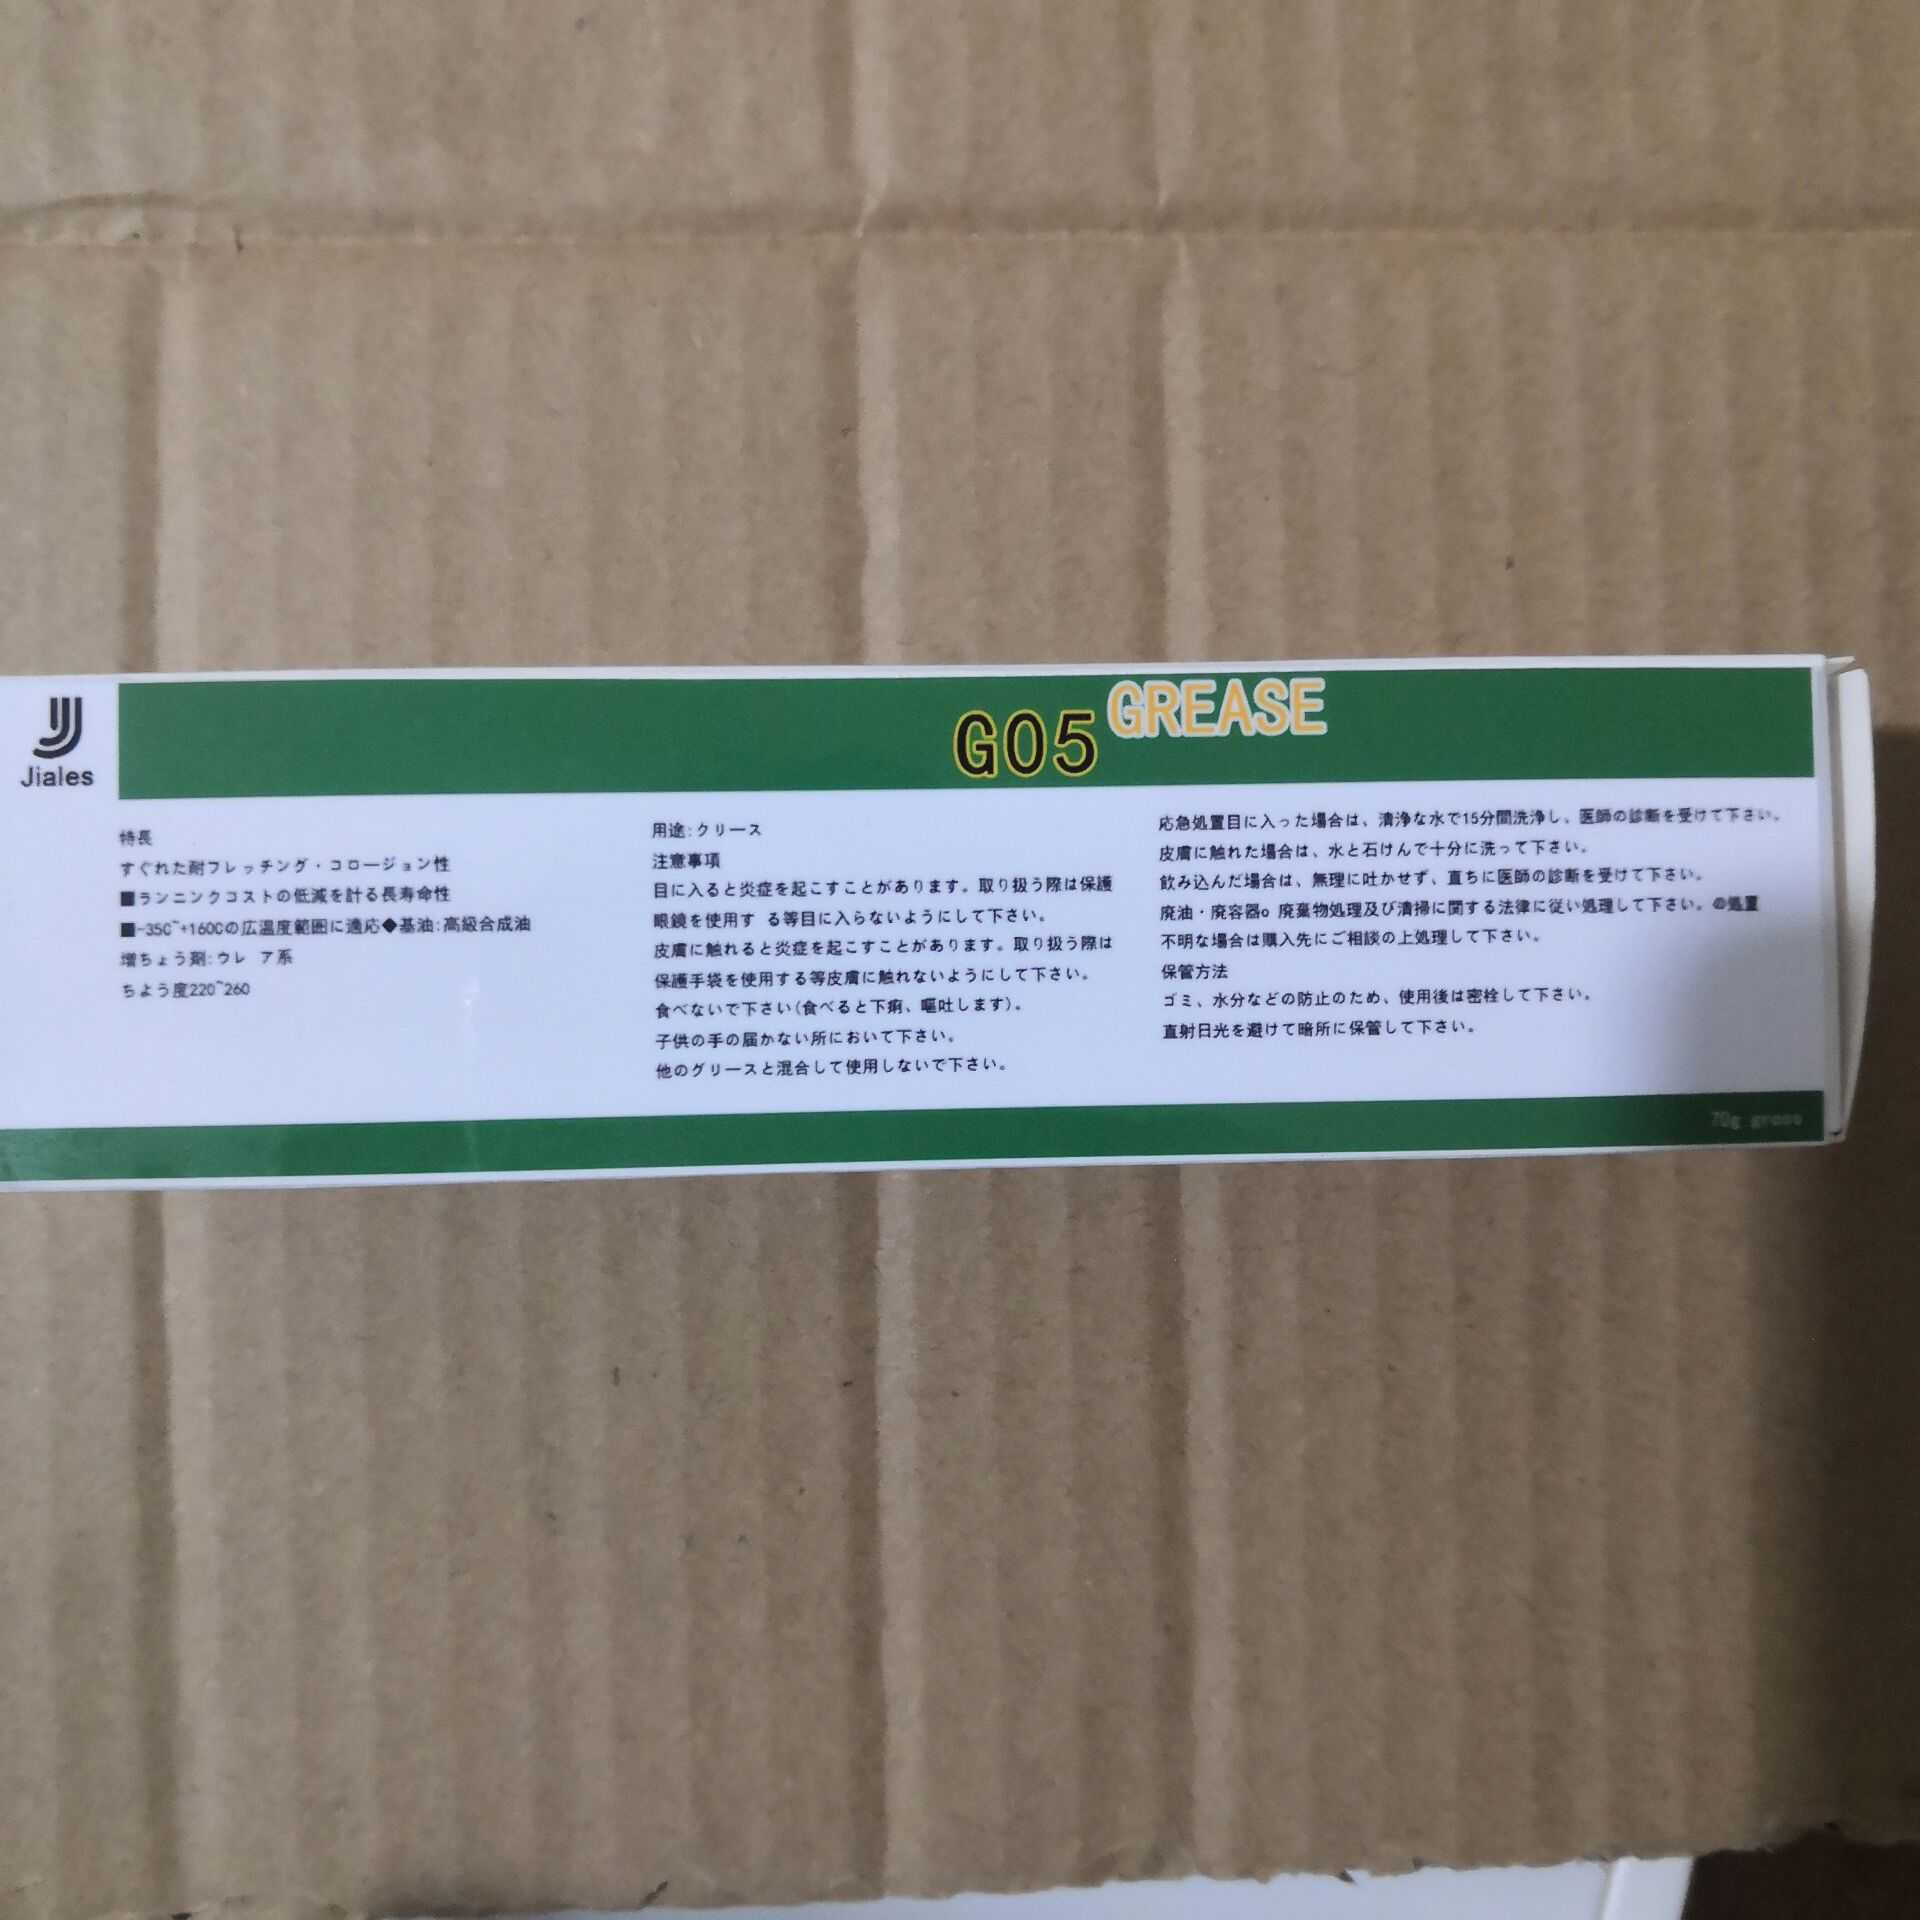 Jiales
G05 GREASE
特長
すぐれた耐フレッチング・コロージョン性
■ランニンクコストの低減を計る長寿命性
■-35C~+160Cの広温度範囲に適応◆基油:高級合成油
増ちょう剤:ウレ ア系
ちよう度220~260
用途:クリース
注意事項
目に入ると炎症を起こすことがあります。取り扱う際は保護
眼鏡を使用す る等目に入らないようにして下さい。
皮膚に触れると炎症を起こすことがあります。取り扱う際は
保護手袋を使用する等皮膚に触れないようにして下さい。
食べないで下さい(食べると下痢、嘔吐します)。
子供の手の届かない所において下さい。
他のグリースと混合して使用しないで下さい。
応急処置目に入った場合は、清浄な水で15分間洗浄し、医師の診断を受けて下さい。
皮膚に触れた場合は、水と石けんで十分に洗って下さい。
飲み込んだ場合は、無理に吐かせず、直ちに医師の診断を受けて下さい。
廃油・廃容器o 廃棄物処理及び清掃に関する法律に従い処理して下さい。の処置
不明な場合は購入先にご相談の上処理して下さい。
保管方法
ゴミ、水分などの防止のため、使用後は密栓して下さい。
直射日光を避けて暗所に保管して下さい。
70g